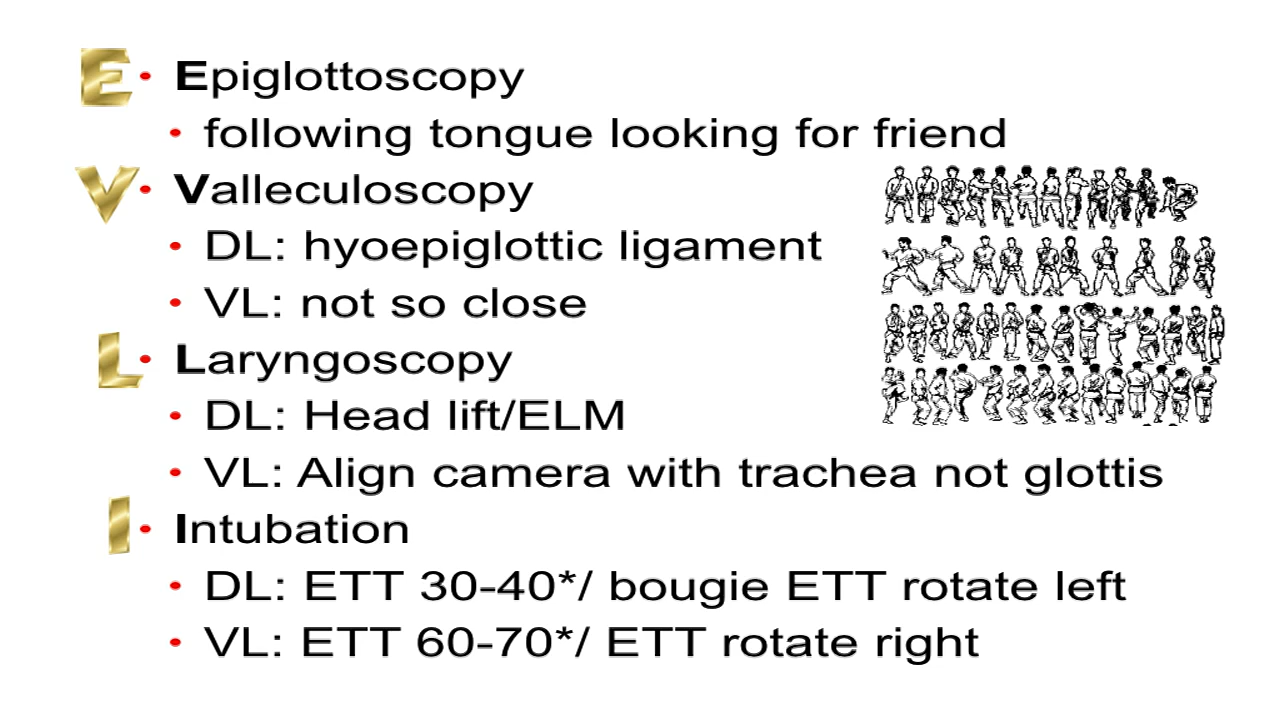 E • Epiglottoscopy
• following tongue looking for friend
V • Valleculoscopy
• DL: hyoepiglottic ligament
• VL: not so close
L • Laryngoscopy
• DL: Head lift/ELM
• VL: Align camera with trachea not glottis
I • Intubation
• DL: ETT 30-40*/ bougie ETT rotate left
• VL: ETT 60-70*/ ETT rotate right